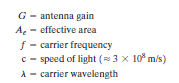 G – antenna gain
Aₑ – effective area
f – carrier frequency
c – speed of light (≈ 3 × 10⁸ m/s)
λ – carrier wavelength